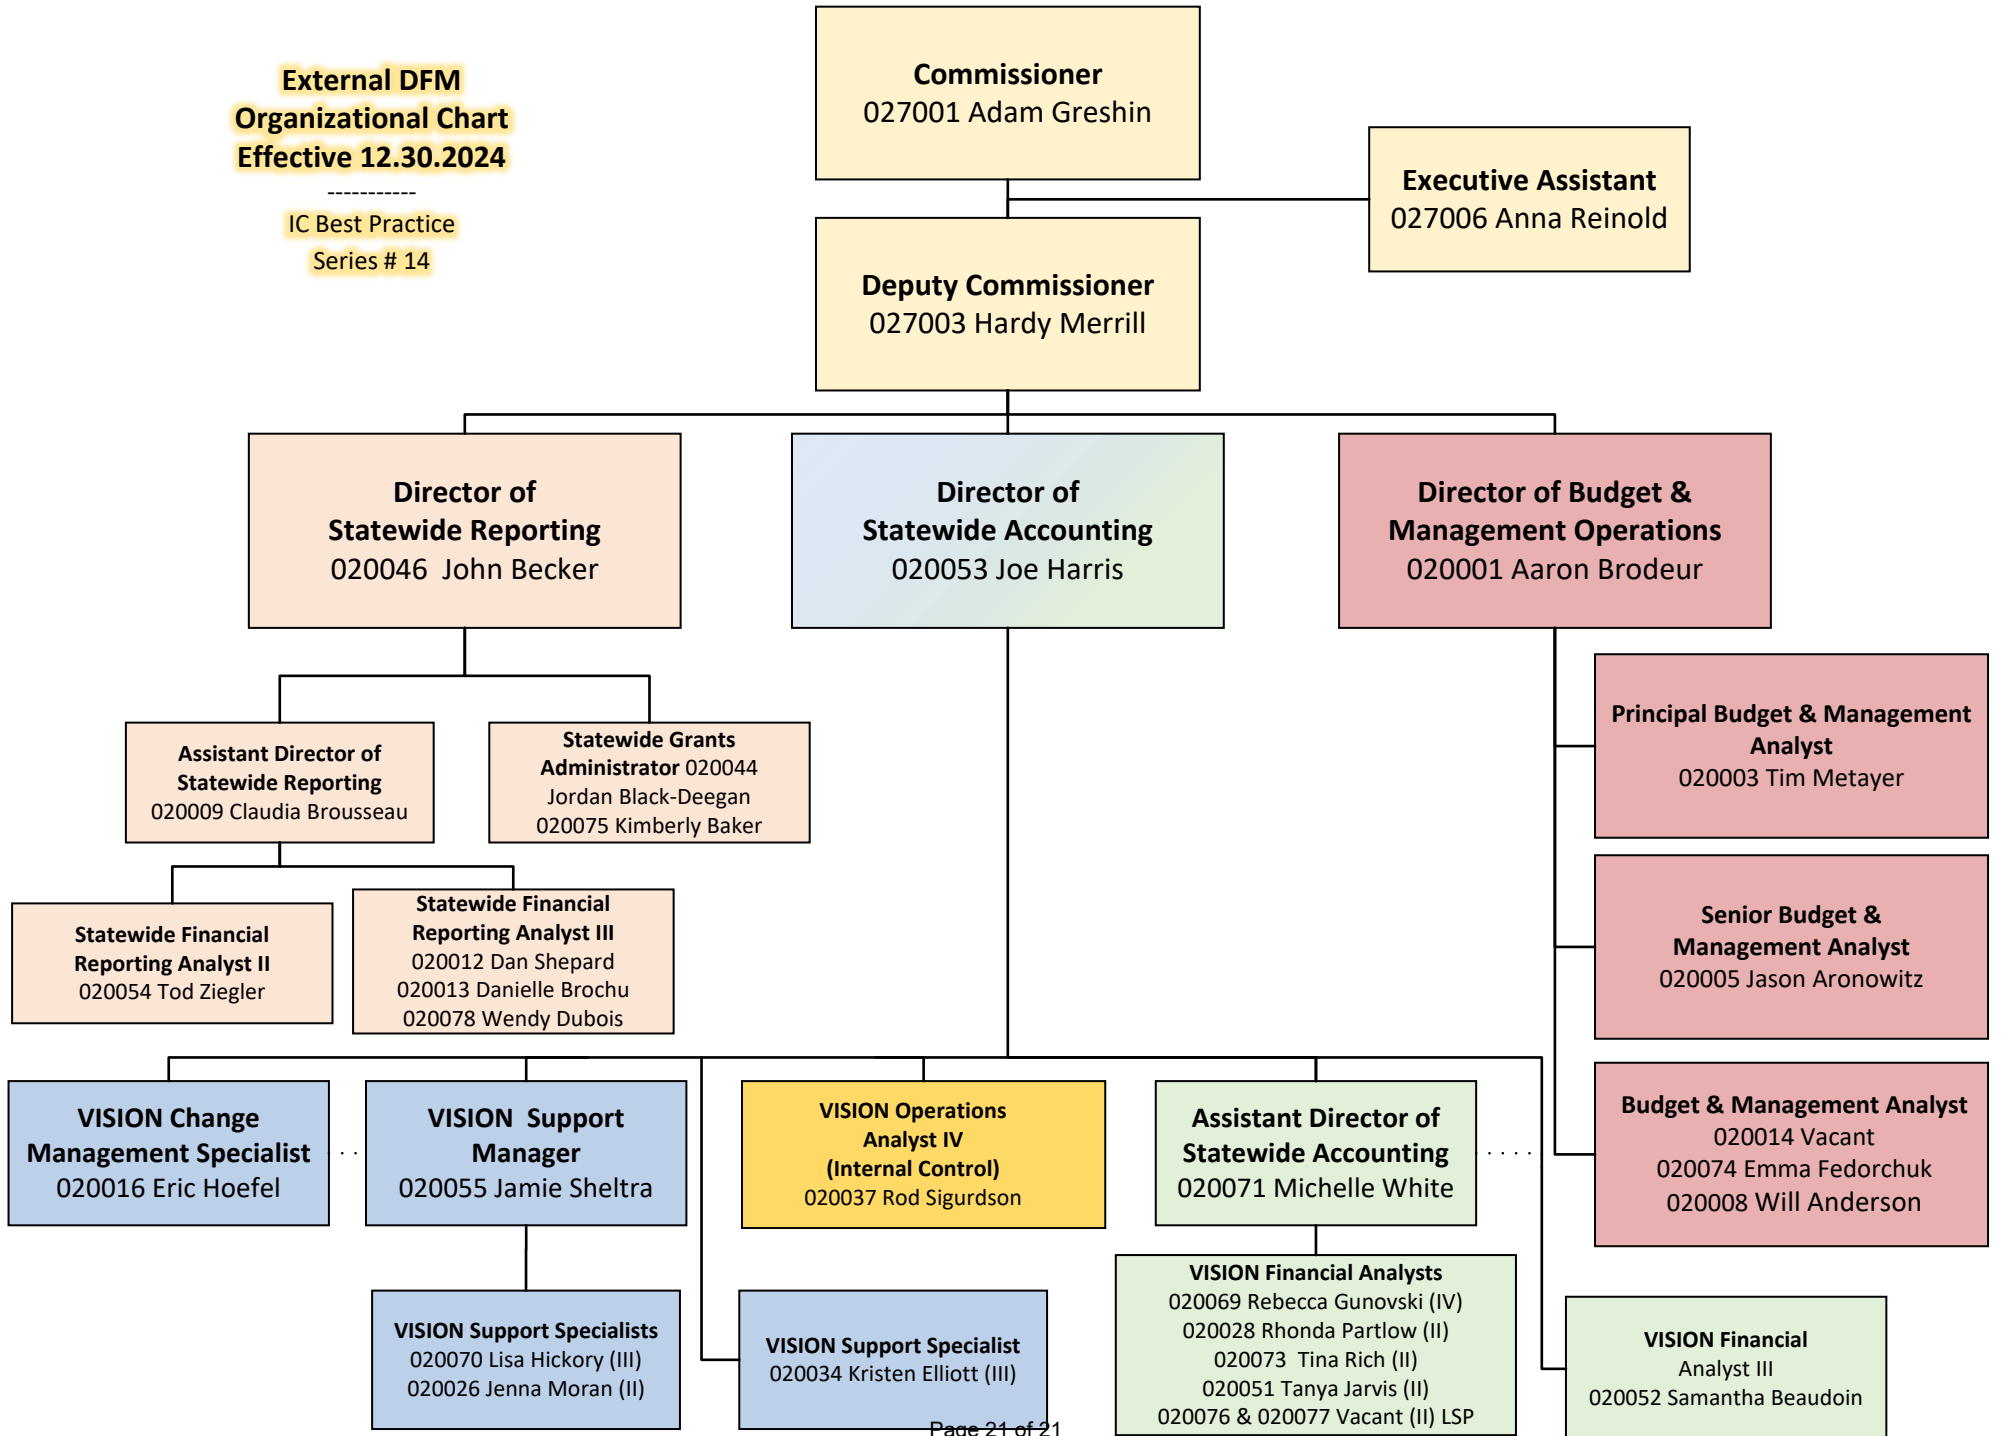 External DFM
Organizational Chart
Effective 12.30.2024
-----------
IC Best Practice
Series # 14
Commissioner
027001 Adam Greshin
Executive Assistant
027006 Anna Reinold
Deputy Commissioner
027003 Hardy Merrill
Director of
Statewide Reporting
020046  John Becker
Director of
Statewide Accounting
020053 Joe Harris
Director of Budget &
Management Operations
020001 Aaron Brodeur
Assistant Director of
Statewide Reporting
020009 Claudia Brousseau
Statewide Grants
Administrator 020044
Jordan Black-Deegan
020075 Kimberly Baker
Principal Budget & Management
Analyst
020003 Tim Metayer
Statewide Financial
Reporting Analyst II
020054 Tod Ziegler
Statewide Financial
Reporting Analyst III
020012 Dan Shepard
020013 Danielle Brochu
020078 Wendy Dubois
Senior Budget &
Management Analyst
020005 Jason Aronowitz
VISION Change
Management Specialist
020016 Eric Hoefel
VISION  Support
Manager
020055 Jamie Sheltra
VISION Operations
Analyst IV
(Internal Control)
020037 Rod Sigurdson
Assistant Director of
Statewide Accounting
020071 Michelle White
Budget & Management Analyst
020014 Vacant
020074 Emma Fedorchuk
020008 Will Anderson
VISION Support Specialists
020070 Lisa Hickory (III)
020026 Jenna Moran (II)
VISION Support Specialist
020034 Kristen Elliott (III)
VISION Financial Analysts
020069 Rebecca Gunovski (IV)
020028 Rhonda Partlow (II)
020073  Tina Rich (II)
020051 Tanya Jarvis (II)
020076 & 020077 Vacant (II) LSP
VISION Financial
Analyst III
020052 Samantha Beaudoin
Page 21 of 21